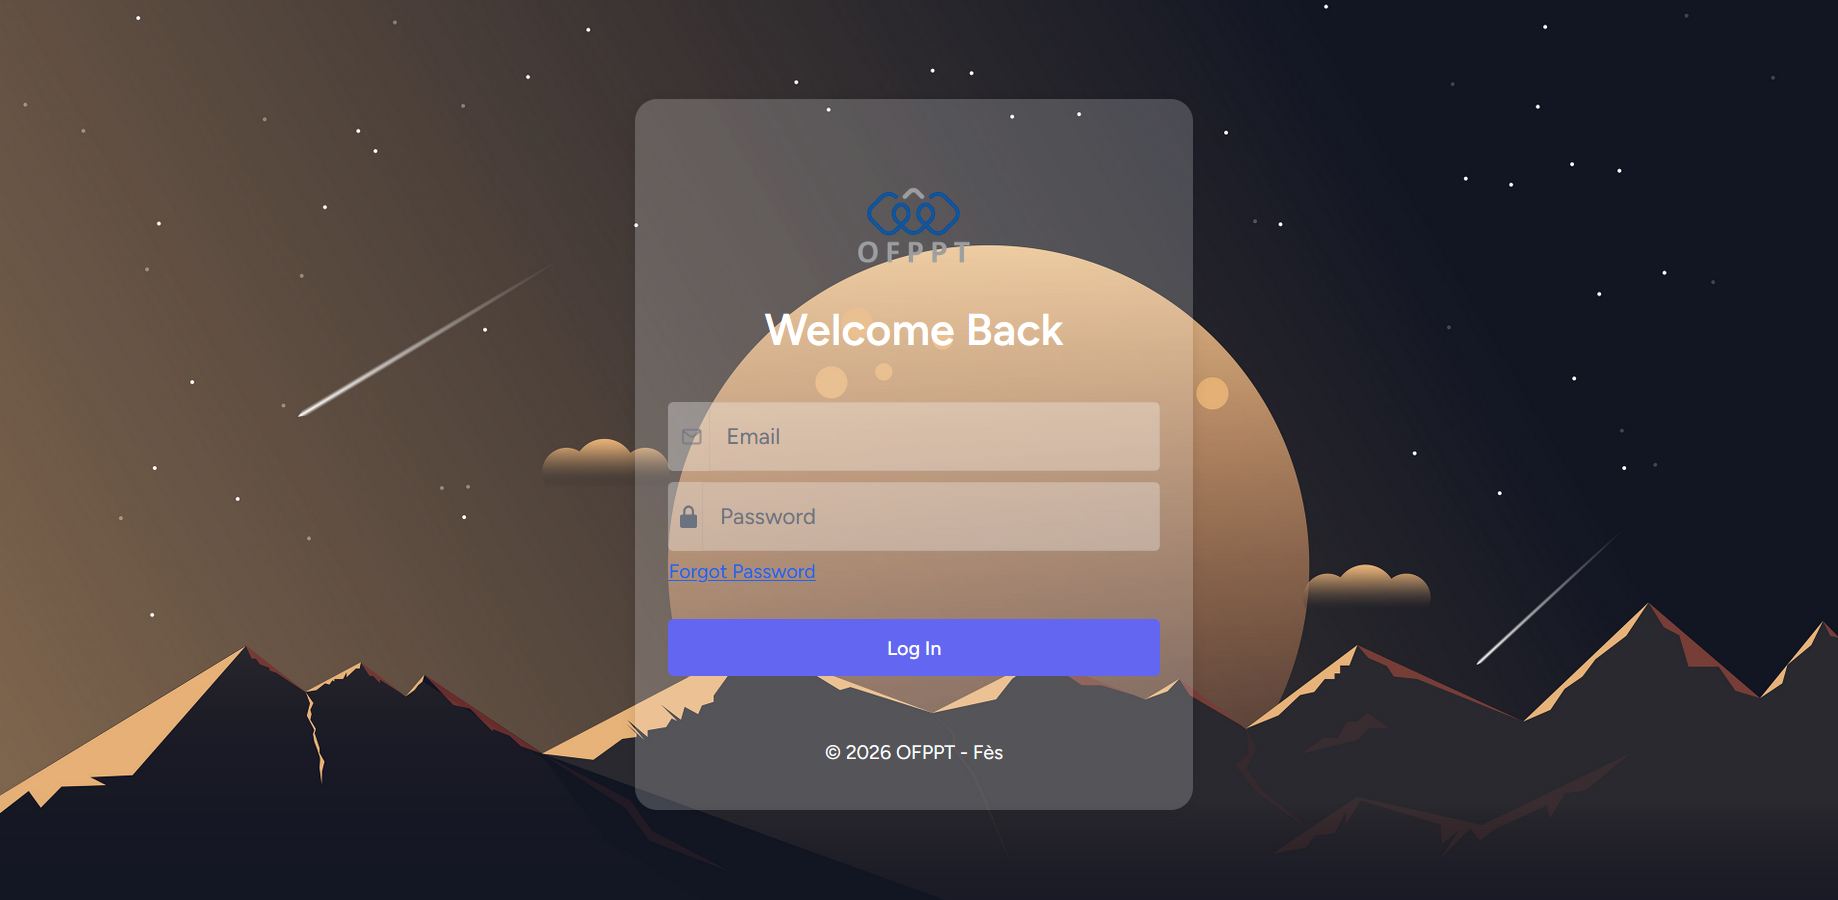 OFPPT
Welcome Back
Email
Password
Forgot Password
Log In
© 2026 OFPPT - Fès